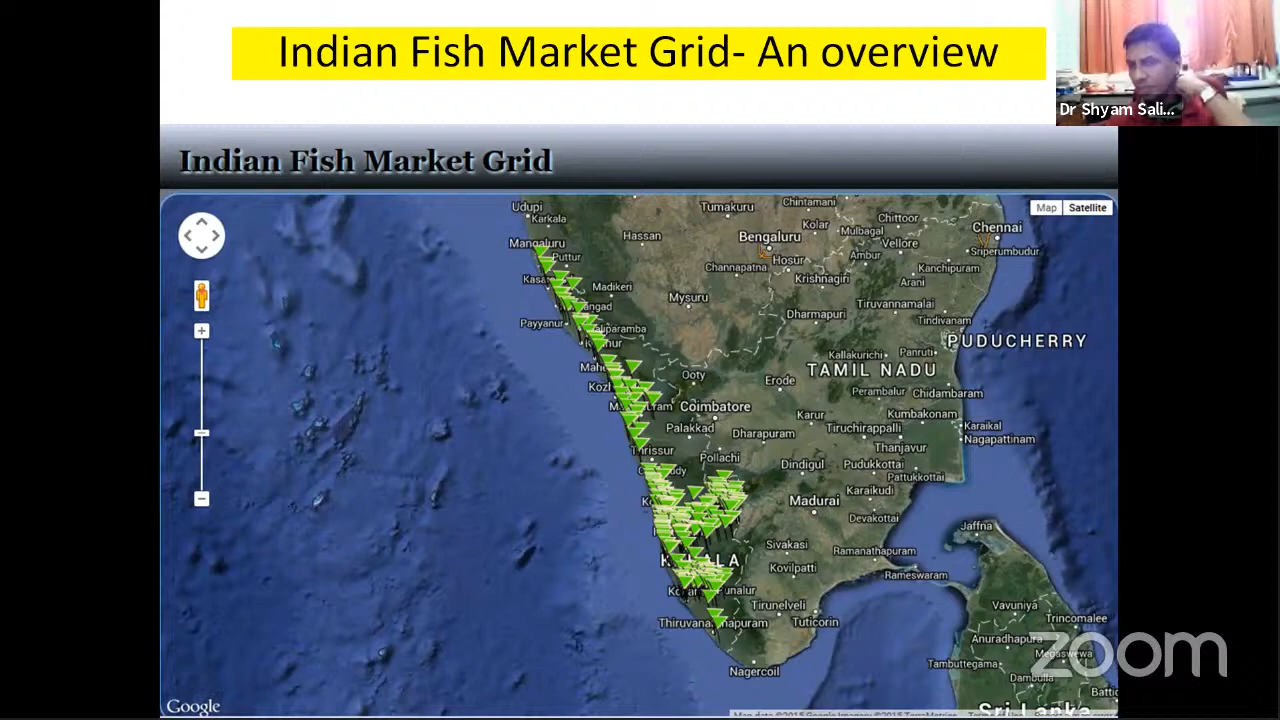 Indian Fish Market Grid- An overview
Dr Shyam Sali...
Indian Fish Market Grid
Map Satellite
Udupi
Karkala
Tumakuru
Chintamani
Kolar
Chittoor
Chennai
Hassan
Bengaluru
Mulbagal
Vellore
Mangaluru
Puttur
Hosur
Ambur
Sriperumbudur
Channapatna
Kanchipuram
Krishnagiri
Arani
Madikeri
Mysuru
Tiruvannamalai
Dharmapuri
Tindivanam
Payyanur
PUDUCHERRY
Kallakurichi
Panruti
TAMIL NADU
Ooty
Erode
Perambalur
Chidambaram
Coimbatore
Karur
Kumbakonam
Palakkad
Dharapuram
Tiruchirappalli
Karaikal
Nagapattinam
Thanjavur
Thrissur
Pollachi
Dindigul
Pudukkottai
Pattukkottai
Madurai
Karaikudi
Devakottai
Jaffna
Sivakasi
Ramanathapuram
Kovilpatti
Rameswaram
Tirunelveli
Tuticorin
Vavuniya
Trincomalee
Anuradhapura
Nagercoil
Tambuttegama
Megaswewa
Dambulla
zoom
Google
Sri Lanka